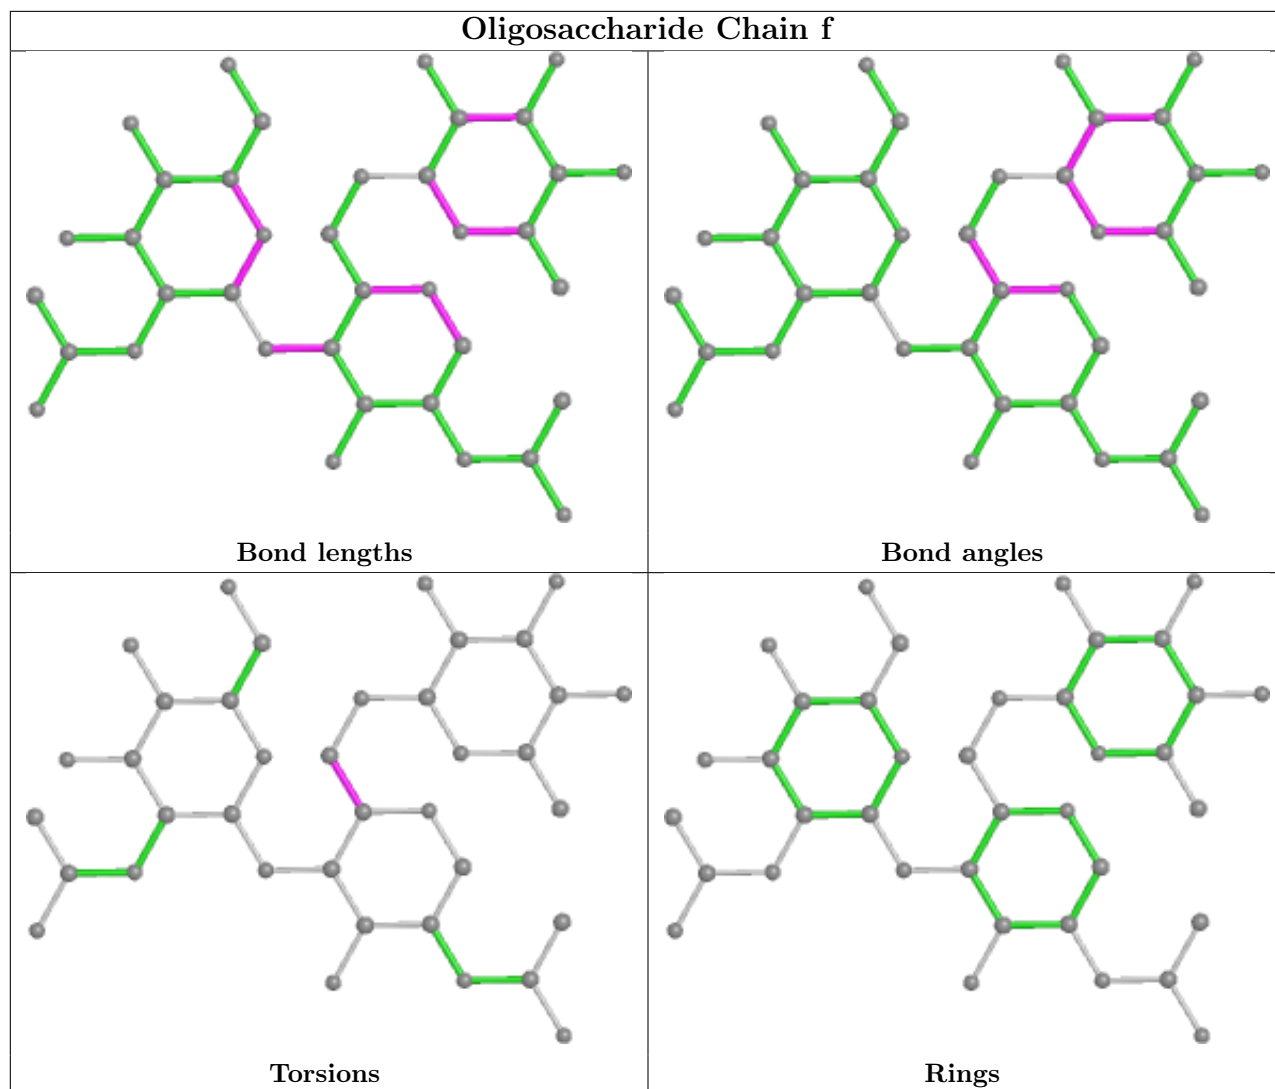 Oligosaccharide Chain f
Bond lengths
Bond angles
Torsions
Rings